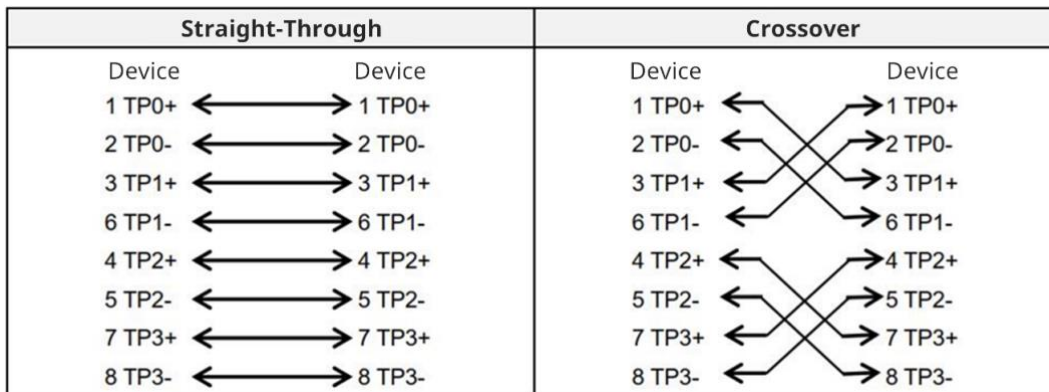 Straight-Through Crossover
Device Device Device Device
1 TP0+ 1 TP0+ 1 TP0+ 1 TP0+
2 TP0- 2 TP0- 2 TP0- 2 TP0-
3 TP1+ 3 TP1+ 3 TP1+ 3 TP1+
6 TP1- 6 TP1- 6 TP1- 6 TP1-
4 TP2+ 4 TP2+ 4 TP2+ 4 TP2+
5 TP2- 5 TP2- 5 TP2- 5 TP2-
7 TP3+ 7 TP3+ 7 TP3+ 7 TP3+
8 TP3- 8 TP3- 8 TP3- 8 TP3-